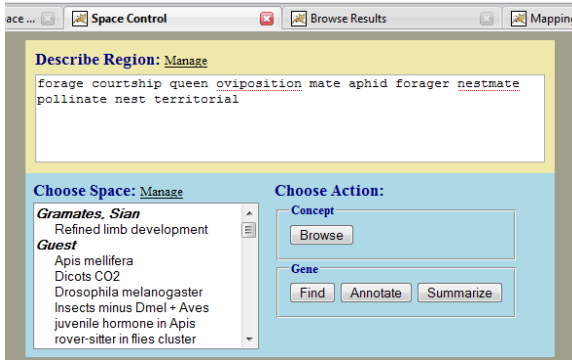 ace ... Space Control Browse Results Mapping
Describe Region: Manage
forage courtship queen oviposition mate aphid forager nestmate
pollinate nest territorial
Choose Space: Manage
Gramates, Sian
Refined limb development
Guest
Apis mellifera
Dicots CO2
Drosophila melanogaster
Insects minus Dmel + Aves
juvenile hormone in Apis
rover-sitter in flies cluster
Choose Action:
Concept
Browse
Gene
Find Annotate Summarize